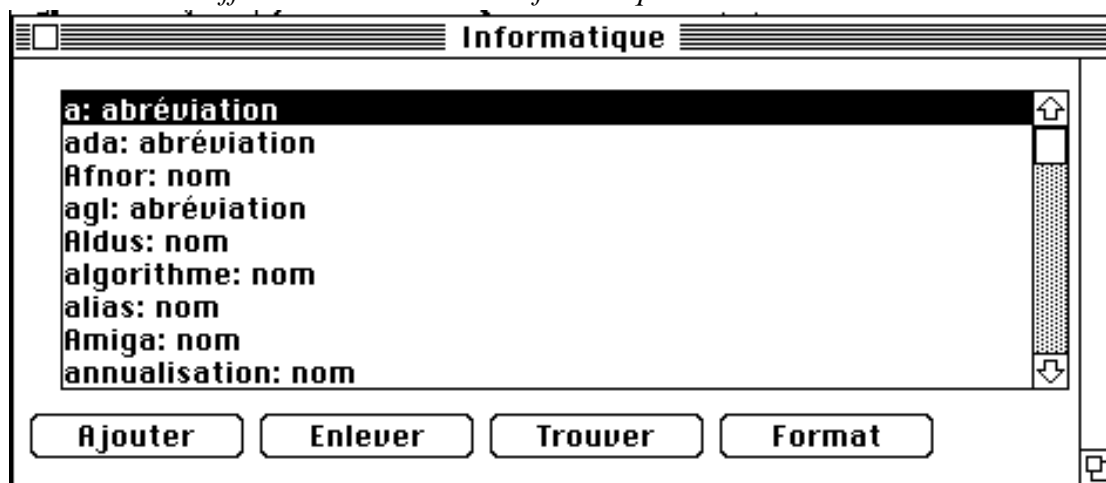 Informatique
a: abréviation
ada: abréviation
Afnor: nom
agl: abréviation
Aldus: nom
algorithme: nom
alias: nom
Amiga: nom
annualisation: nom
Ajouter Enlever Trouver Format